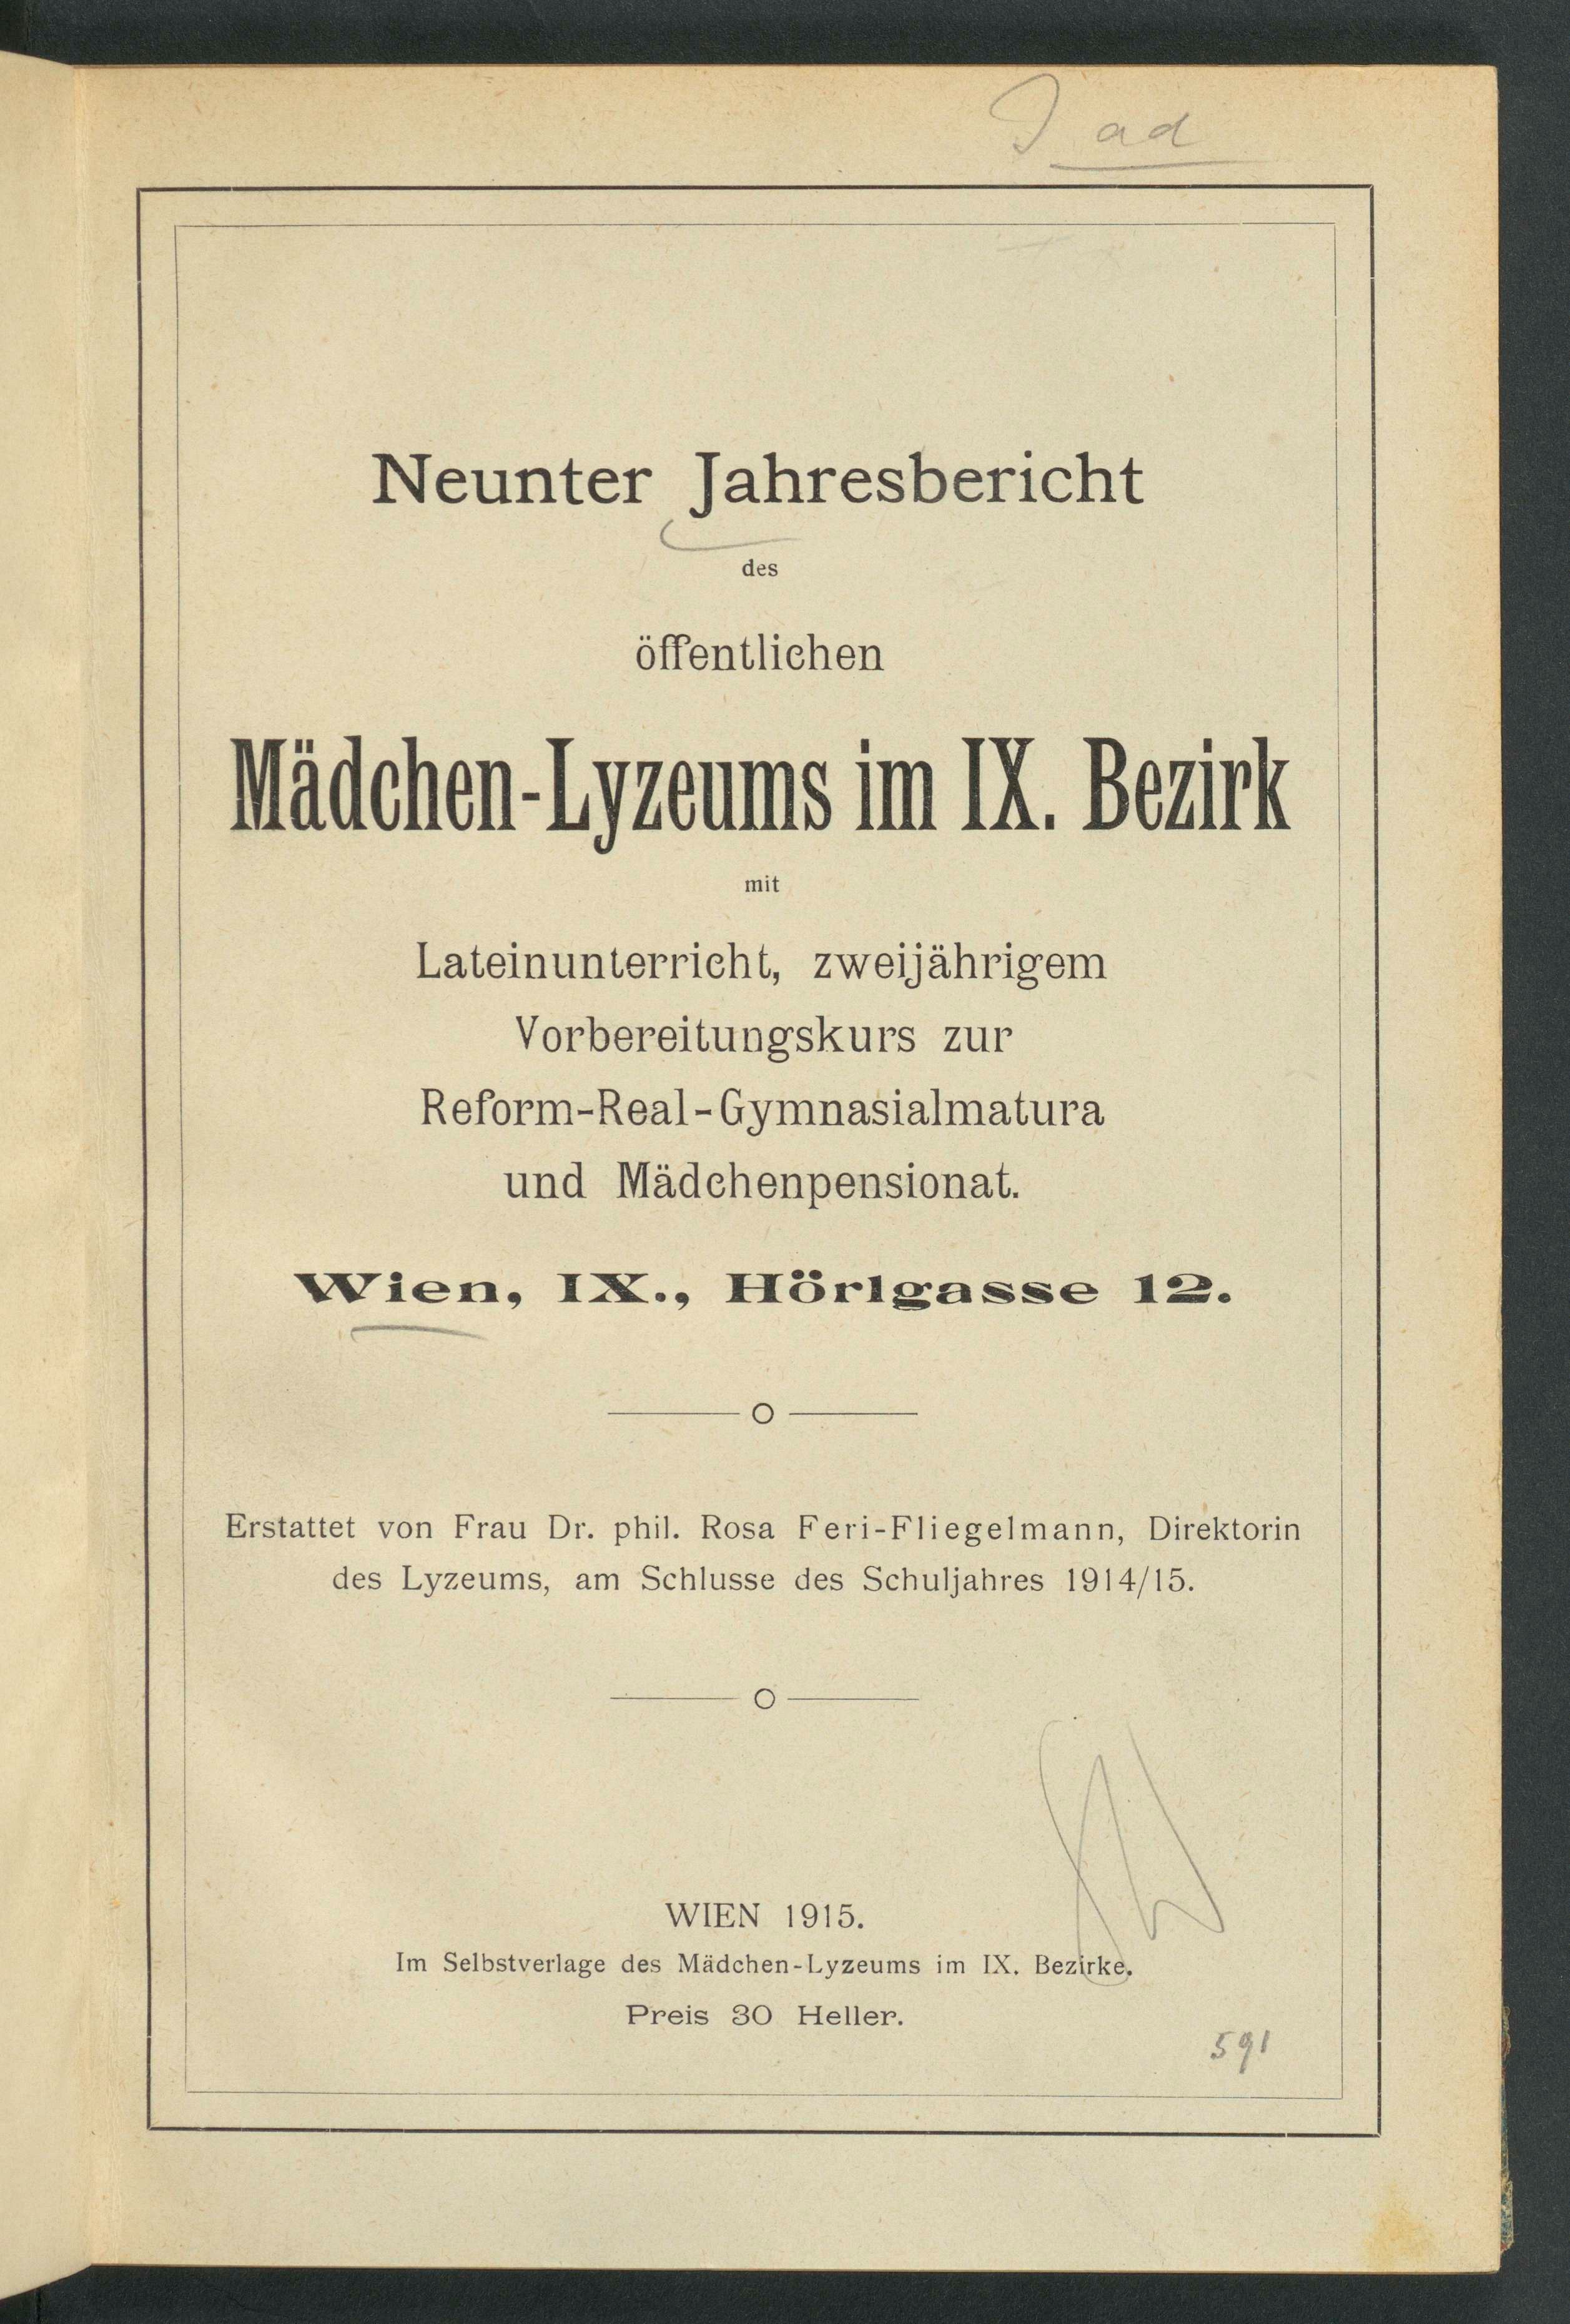 ad
Neunter Jahresbericht
des
öffentlichen
Mädchen-Lyzeums im IX. Bezirk
mit
Lateinunterricht, zweijährigem
Vorbereitungskurs zur
Reform-Real-Gymnasialmatura
und Mädchenpensionat.
Wien, IX., Hörlgasse 12.
Erstattet von Frau Dr. phil. Rosa Feri-Fliegelmann, Direktorin
des Lyzeums, am Schlusse des Schuljahres 1914/15.
WIEN 1915.
Im Selbstverlage des Mädchen-Lyzeums im IX. Bezirke.
Preis 30 Heller.
591